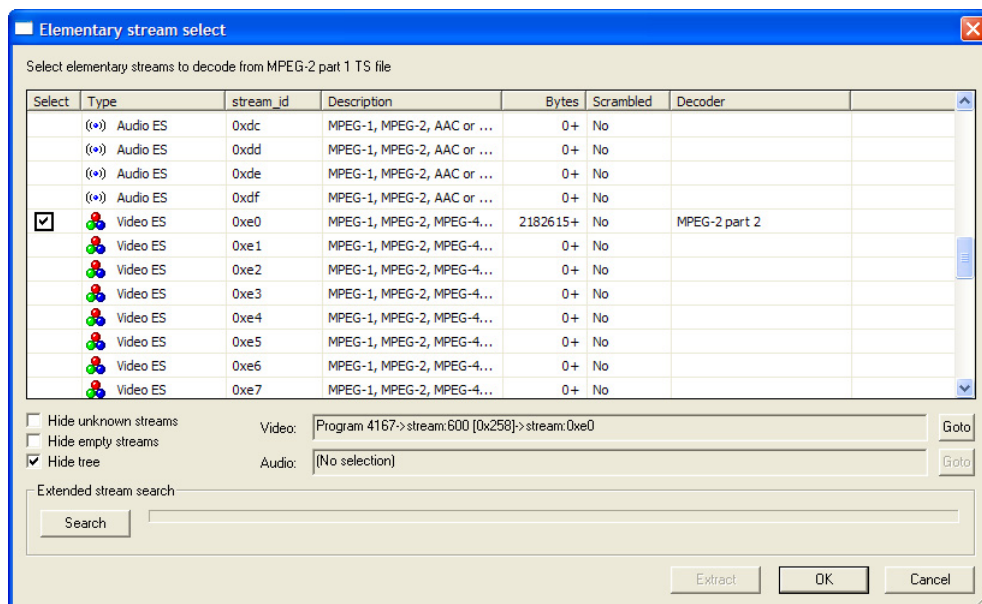 Elementary stream select
Select elementary streams to decode from MPEG-2 part 1 TS file
Select Type stream_id Description Bytes Scrambled Decoder
Audio ES 0xdc MPEG-1, MPEG-2, AAC or ... 0+ No
Audio ES 0xdd MPEG-1, MPEG-2, AAC or ... 0+ No
Audio ES 0xde MPEG-1, MPEG-2, AAC or ... 0+ No
Audio ES 0xdf MPEG-1, MPEG-2, AAC or ... 0+ No
Video ES 0xe0 MPEG-1, MPEG-2, MPEG-4... 2182615+ No MPEG-2 part 2
Video ES 0xe1 MPEG-1, MPEG-2, MPEG-4... 0+ No
Video ES 0xe2 MPEG-1, MPEG-2, MPEG-4... 0+ No
Video ES 0xe3 MPEG-1, MPEG-2, MPEG-4... 0+ No
Video ES 0xe4 MPEG-1, MPEG-2, MPEG-4... 0+ No
Video ES 0xe5 MPEG-1, MPEG-2, MPEG-4... 0+ No
Video ES 0xe6 MPEG-1, MPEG-2, MPEG-4... 0+ No
Video ES 0xe7 MPEG-1, MPEG-2, MPEG-4... 0+ No
Hide unknown streams
Hide empty streams
Hide tree
Video: Program 4167->stream:600 [0x258]->stream:0xe0 Goto
Audio: (No selection) Goto
Extended stream search
Search
Extract OK Cancel